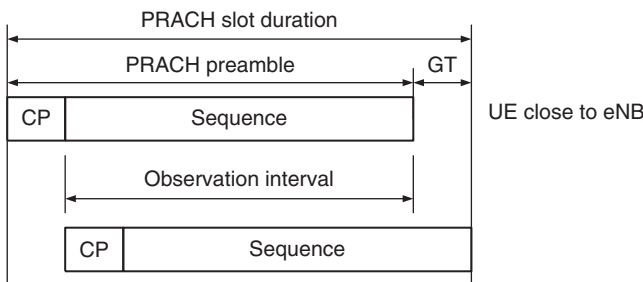 PRACH slot duration
PRACH preamble GT
CP Sequence UE close to eNB
Observation interval
CP Sequence